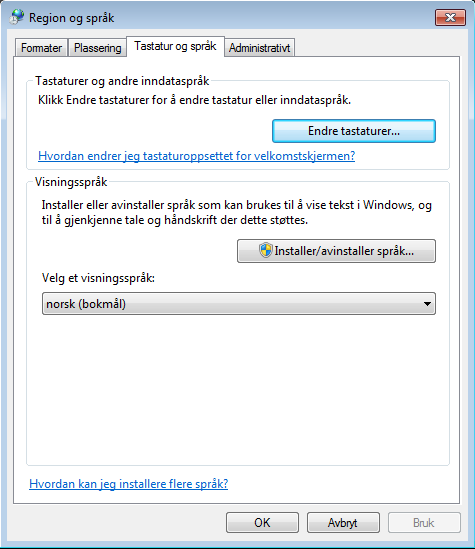 Region og språk
Formater Plassering Tastatur og språk Administrativt
Tastaturer og andre inndataspråk
Klikk Endre tastaturer for å endre tastatur eller inndataspråk.
Endre tastaturer...
Hvordan endrer jeg tastaturoppsettet for velkomstskjermen?
Visningsspråk
Installer eller avinstaller språk som kan brukes til å vise tekst i Windows, og
til å gjenkjenne tale og håndskrift der dette støttes.
Installer/avinstaller språk...
Velg et visningsspråk:
norsk (bokmål)
Hvordan kan jeg installere flere språk?
OK Avbryt Bruk